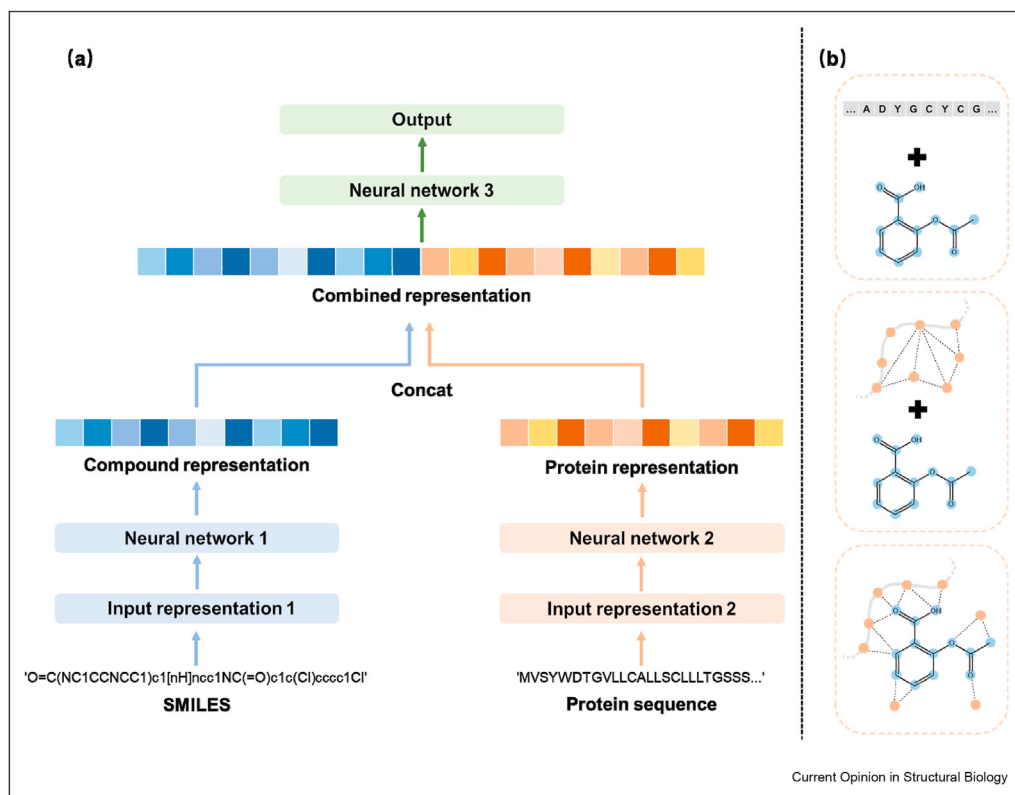 (a)
Output
Neural network 3
Combined representation
Concat
Compound representation
Protein representation
Neural network 1
Neural network 2
Input representation 1
Input representation 2
'O=C(NC1CCNCC1)c1[nH]ncc1NC(=O)c1c(Cl)cccc1Cl'
'MVSYWDTGVLLCALLSCLLLTGSSS...'
SMILES
Protein sequence
(b)
... A D Y G C Y C G ...
O OH
O
O
O OH
O
O
O OH
O
O
Current Opinion in Structural Biology